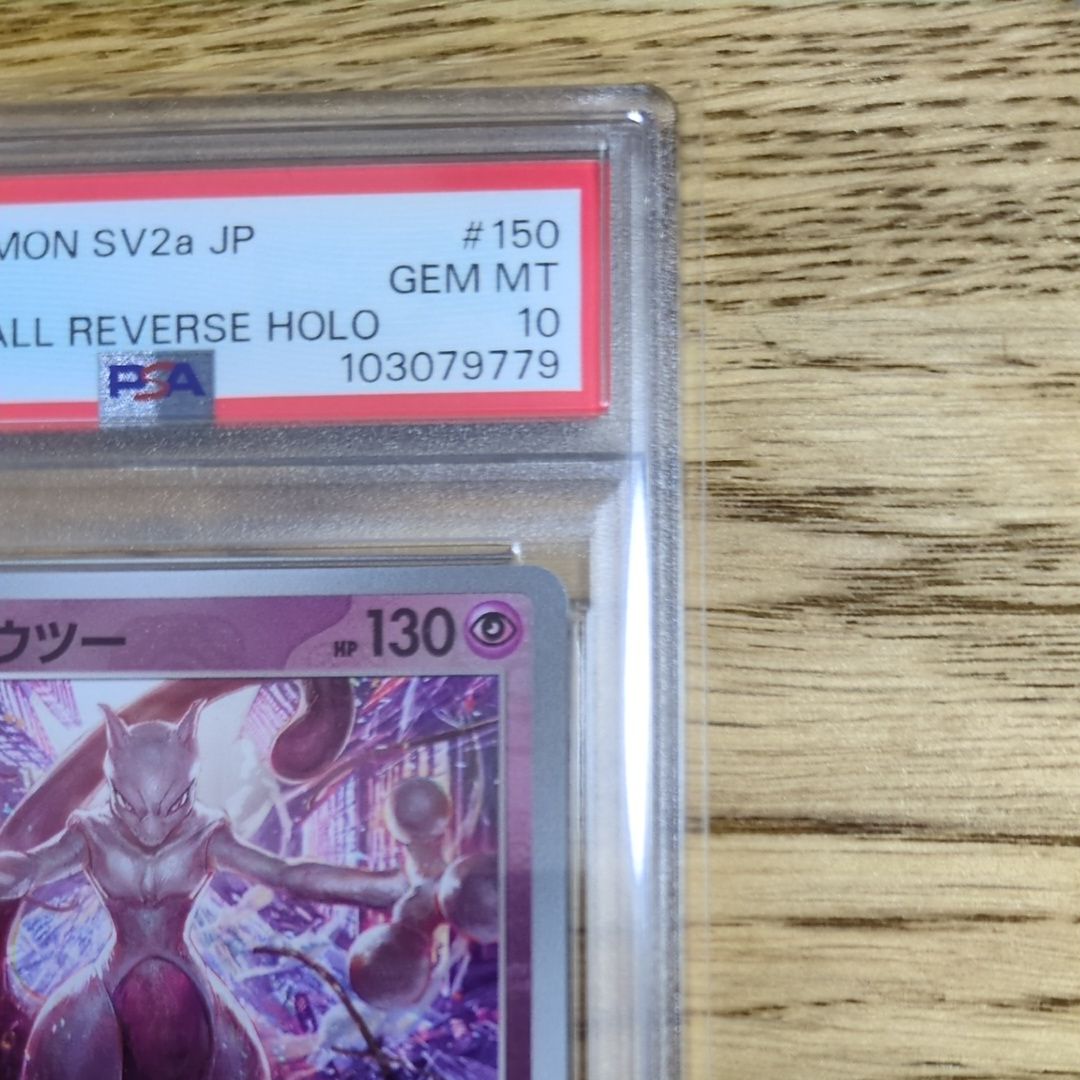 MON SV2a JP #150
GEM MT
ALL REVERSE HOLO 10
PSA 103079779
ウツー HP 130